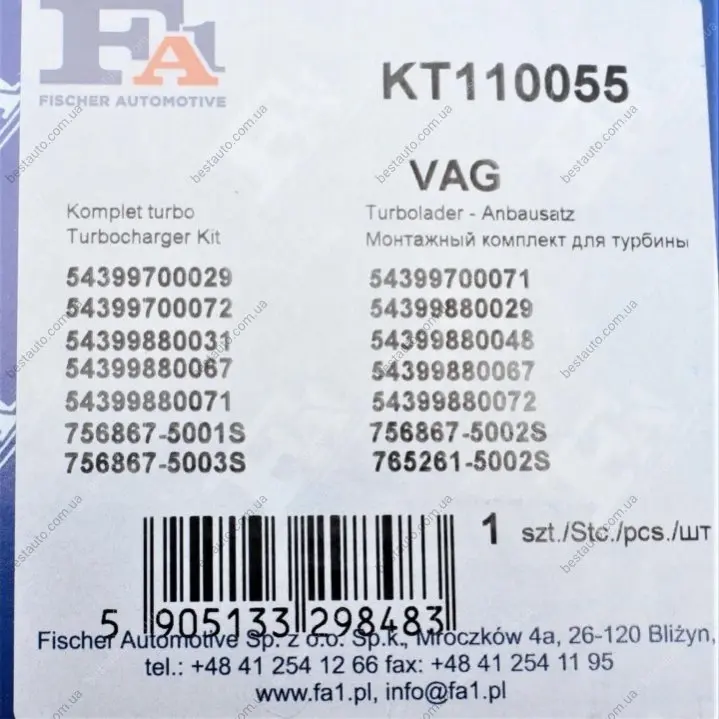 FA1
FISCHER AUTOMOTIVE
KT110055
VAG
Komplet turbo
Turbolader - Anbausatz
Turbocharger Kit
Монтажный комплект для турбины
54399700029 54399700071
54399700072 54399880029
54399880031 54399880048
54399880067 54399880067
54399880071 54399880072
756867-5001S 756867-5002S
756867-5003S 765261-5002S
1 szt./Stc./pcs./шт
5 905133 298483
Fischer Automotive Sp. z o.o. Sp.k., Mroczków 4a, 26-120 Bliżyn,
tel.: +48 41 254 12 66 fax: +48 41 254 11 95
www.fa1.pl, info@fa1.pl
bestauto.com.ua